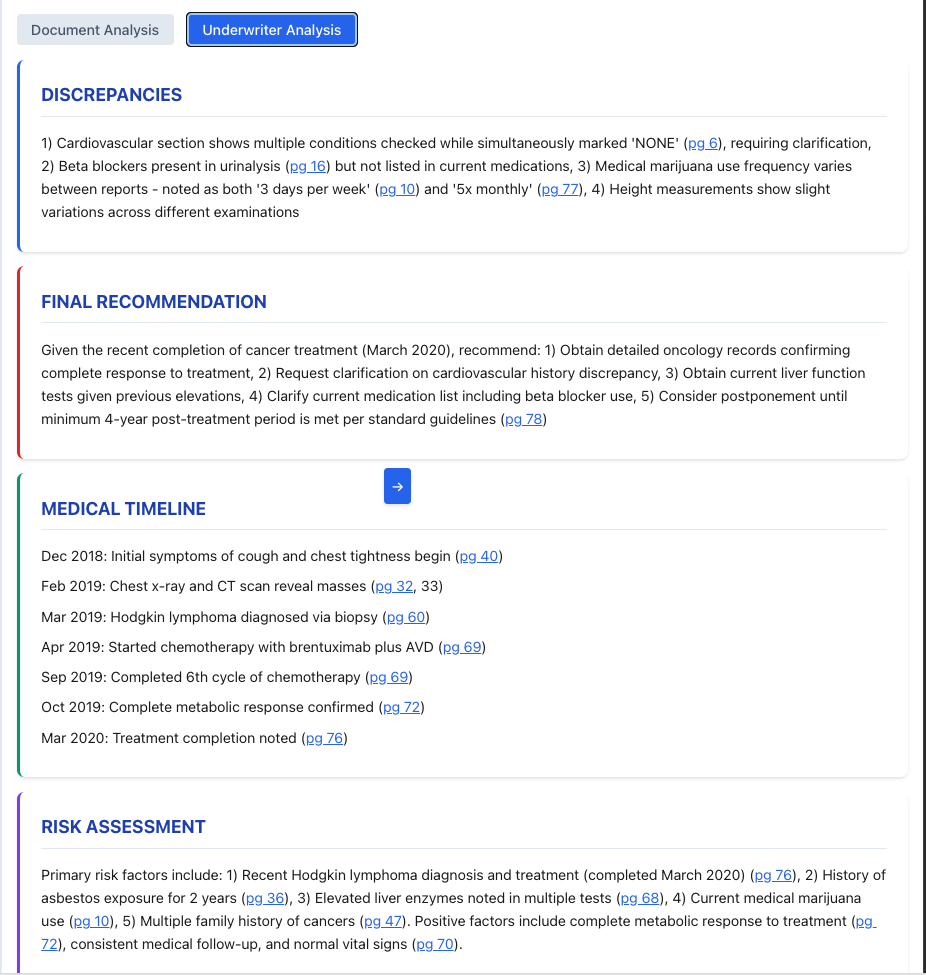 Document Analysis
Underwriter Analysis
DISCREPANCIES
1) Cardiovascular section shows multiple conditions checked while simultaneously marked 'NONE' (pg 6), requiring clarification,
2) Beta blockers present in urinalysis (pg 16) but not listed in current medications, 3) Medical marijuana use frequency varies
between reports - noted as both '3 days per week' (pg 10) and '5x monthly' (pg 77), 4) Height measurements show slight
variations across different examinations
FINAL RECOMMENDATION
Given the recent completion of cancer treatment (March 2020), recommend: 1) Obtain detailed oncology records confirming
complete response to treatment, 2) Request clarification on cardiovascular history discrepancy, 3) Obtain current liver function
tests given previous elevations, 4) Clarify current medication list including beta blocker use, 5) Consider postponement until
minimum 4-year post-treatment period is met per standard guidelines (pg 78)
→
MEDICAL TIMELINE
Dec 2018: Initial symptoms of cough and chest tightness begin (pg 40)
Feb 2019: Chest x-ray and CT scan reveal masses (pg 32, 33)
Mar 2019: Hodgkin lymphoma diagnosed via biopsy (pg 60)
Apr 2019: Started chemotherapy with brentuximab plus AVD (pg 69)
Sep 2019: Completed 6th cycle of chemotherapy (pg 69)
Oct 2019: Complete metabolic response confirmed (pg 72)
Mar 2020: Treatment completion noted (pg 76)
RISK ASSESSMENT
Primary risk factors include: 1) Recent Hodgkin lymphoma diagnosis and treatment (completed March 2020) (pg 76), 2) History of
asbestos exposure for 2 years (pg 36), 3) Elevated liver enzymes noted in multiple tests (pg 68), 4) Current medical marijuana
use (pg 10), 5) Multiple family history of cancers (pg 47). Positive factors include complete metabolic response to treatment (pg
72), consistent medical follow-up, and normal vital signs (pg 70).